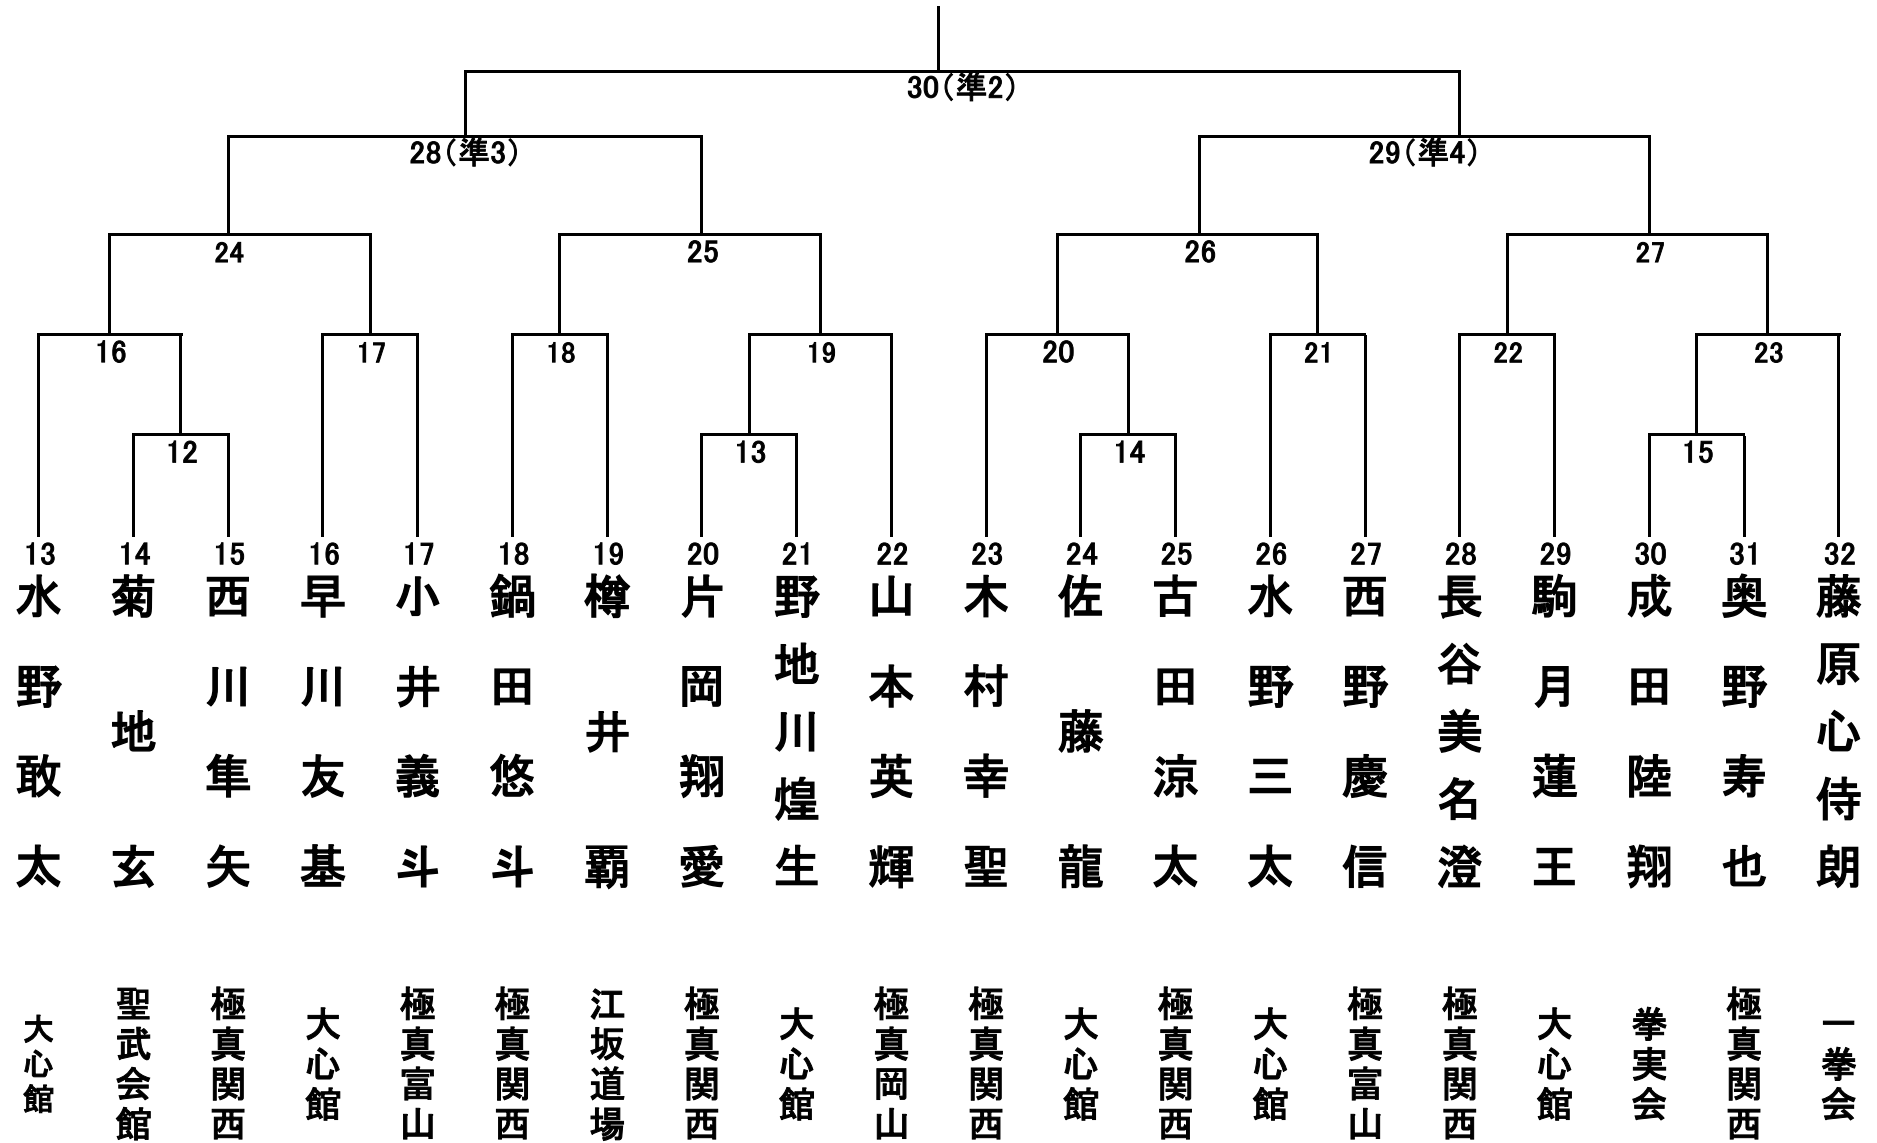 30(準2)
28(準3)
29(準4)
24
25
26
27
16
17
18
19
20
21
22
23
12
13
14
15
13
水野敢太
大心館
14
菊地玄
聖武会館
15
西川隼矢
極真関西
16
早川友基
大心館
17
小井義斗
極真富山
18
鍋田悠斗
極真関西
19
樽井覇
江坂道場
20
片岡翔愛
極真関西
21
野地川煌生
大心館
22
山本英輝
極真岡山
23
木村幸聖
極真関西
24
佐藤龍
大心館
25
古田涼太
極真関西
26
水野三太
大心館
27
西野慶信
極真富山
28
長谷美名澄
極真関西
29
駒月蓮王
大心館
30
成田陸翔
拳実会
31
奥野寿也
極真関西
32
藤原心侍朗
一拳会